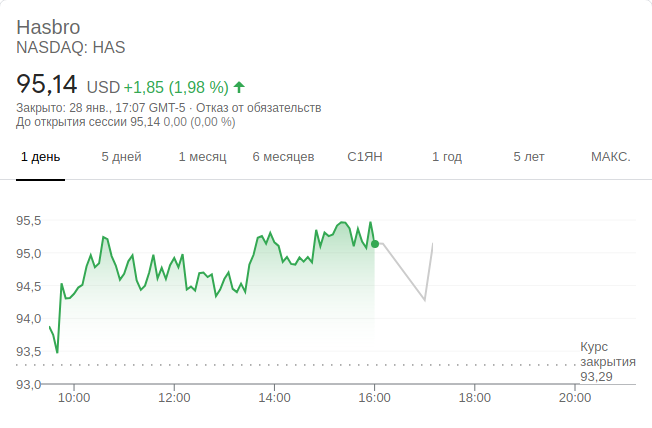 Hasbro
NASDAQ: HAS
95,14 USD +1,85 (1,98 %)
Закрыто: 28 янв., 17:07 GMT-5 · Отказ от обязательств
До открытия сессии 95,14 0,00 (0,00 %)
1 день 5 дней 1 месяц 6 месяцев С1ЯН 1 год 5 лет МАКС.
95,5
95,0
94,5
94,0
93,5
Курс
закрытия
93,29
93,0
10:00 12:00 14:00 16:00 18:00 20:00